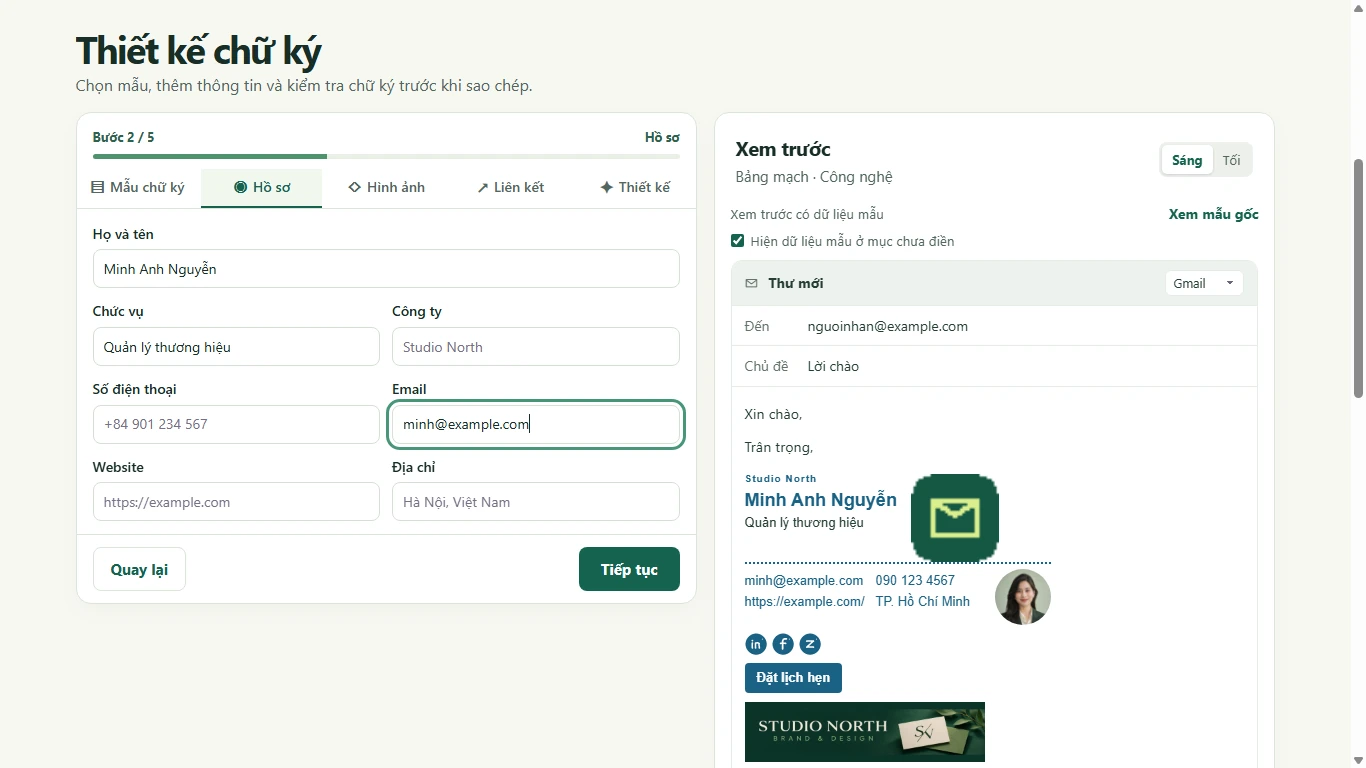 Thiết kế chữ ký
Chọn mẫu, thêm thông tin và kiểm tra chữ ký trước khi sao chép.
Bước 2 / 5
Hồ sơ
Mẫu chữ ký
Hồ sơ
Hình ảnh
Liên kết
Thiết kế
Họ và tên
Minh Anh Nguyễn
Chức vụ
Công ty
Quản lý thương hiệu
Studio North
Số điện thoại
Email
+84 901 234 567
minh@example.com
Website
Địa chỉ
https://example.com
Hà Nội, Việt Nam
Quay lại
Tiếp tục
Xem trước
Bảng mạch · Công nghệ
Sáng
Tối
Xem trước có dữ liệu mẫu
Xem mẫu gốc
Hiện dữ liệu mẫu ở mục chưa điền
Thư mới
Gmail
Đến
nguoinhan@example.com
Chủ đề
Lời chào
Xin chào,
Trân trọng,
Studio North
Minh Anh Nguyễn
Quản lý thương hiệu
minh@example.com
090 123 4567
https://example.com/
TP. Hồ Chí Minh
in
f
Z
Đặt lịch hẹn
STUDIO NORTH
BRAND & DESIGN
SN